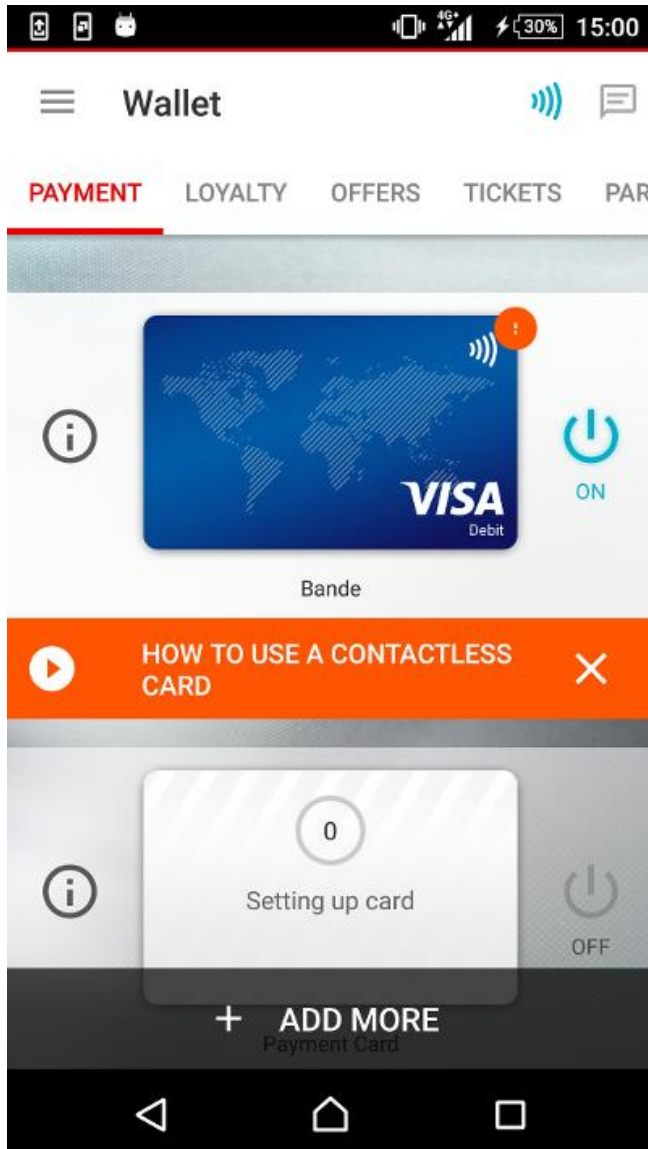 4G+ 30% 15:00
Wallet
PAYMENT LOYALTY OFFERS TICKETS PAR
VISA
Debit
ON
Bande
HOW TO USE A CONTACTLESS
CARD
0
Setting up card
OFF
+ ADD MORE
Payment Card